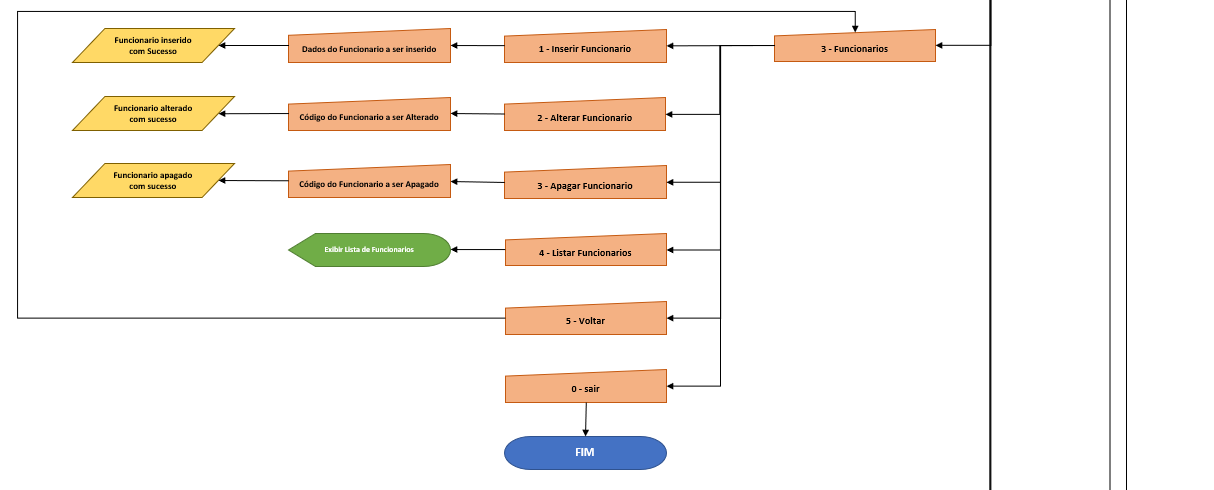 Funcionario inserido
com Sucesso
Dados do Funcionario a ser inserido
1 - Inserir Funcionario
3 - Funcionarios
Funcionario alterado
com sucesso
Código do Funcionario a ser Alterado
2 - Alterar Funcionario
Funcionario apagado
com sucesso
Código do Funcionario a ser Apagado
3 - Apagar Funcionario
Exibir Lista de Funcionarios
4 - Listar Funcionarios
5 - Voltar
0 - sair
FIM